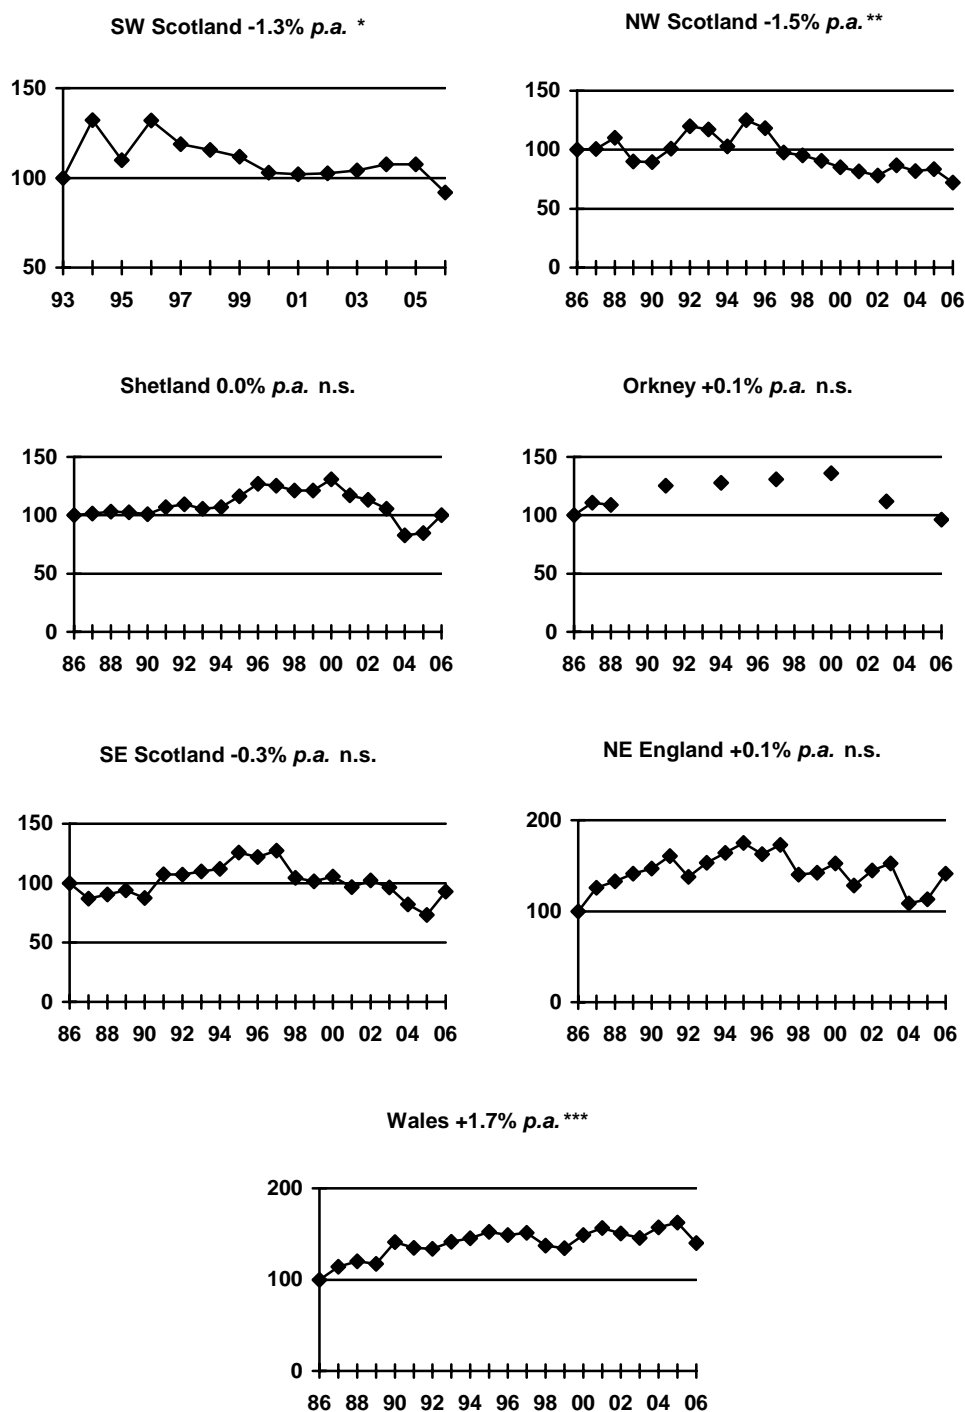 SW Scotland -1.3% p.a. *
150
100
50
93 95 97 99 01 03 05
NW Scotland -1.5% p.a. **
150
100
50
0
86 88 90 92 94 96 98 00 02 04 06
Shetland 0.0% p.a. n.s.
150
100
50
0
86 88 90 92 94 96 98 00 02 04 06
Orkney +0.1% p.a. n.s.
150
100
50
0
86 88 90 92 94 96 98 00 02 04 06
SE Scotland -0.3% p.a. n.s.
150
100
50
0
86 88 90 92 94 96 98 00 02 04 06
NE England +0.1% p.a. n.s.
200
100
0
86 88 90 92 94 96 98 00 02 04 06
Wales +1.7% p.a. ***
200
100
0
86 88 90 92 94 96 98 00 02 04 06